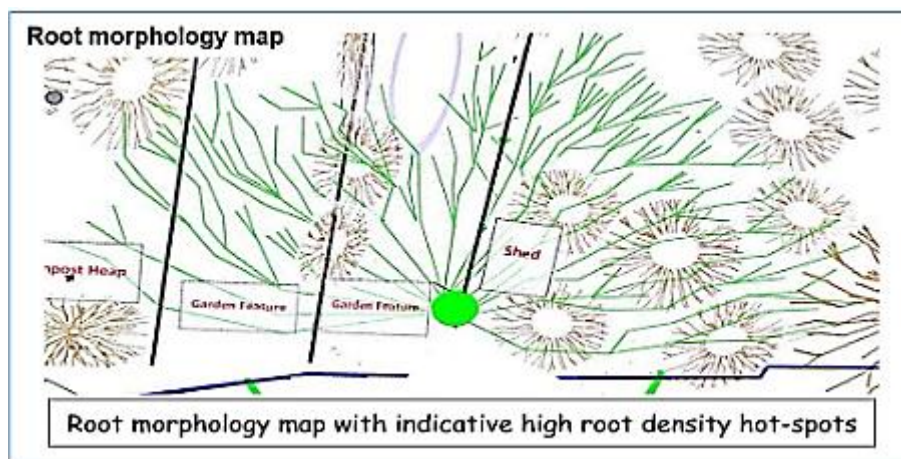 Root morphology map
Shed
mpost Heap
Garden Feature
Garden Feature
Root morphology map with indicative high root density hot-spots